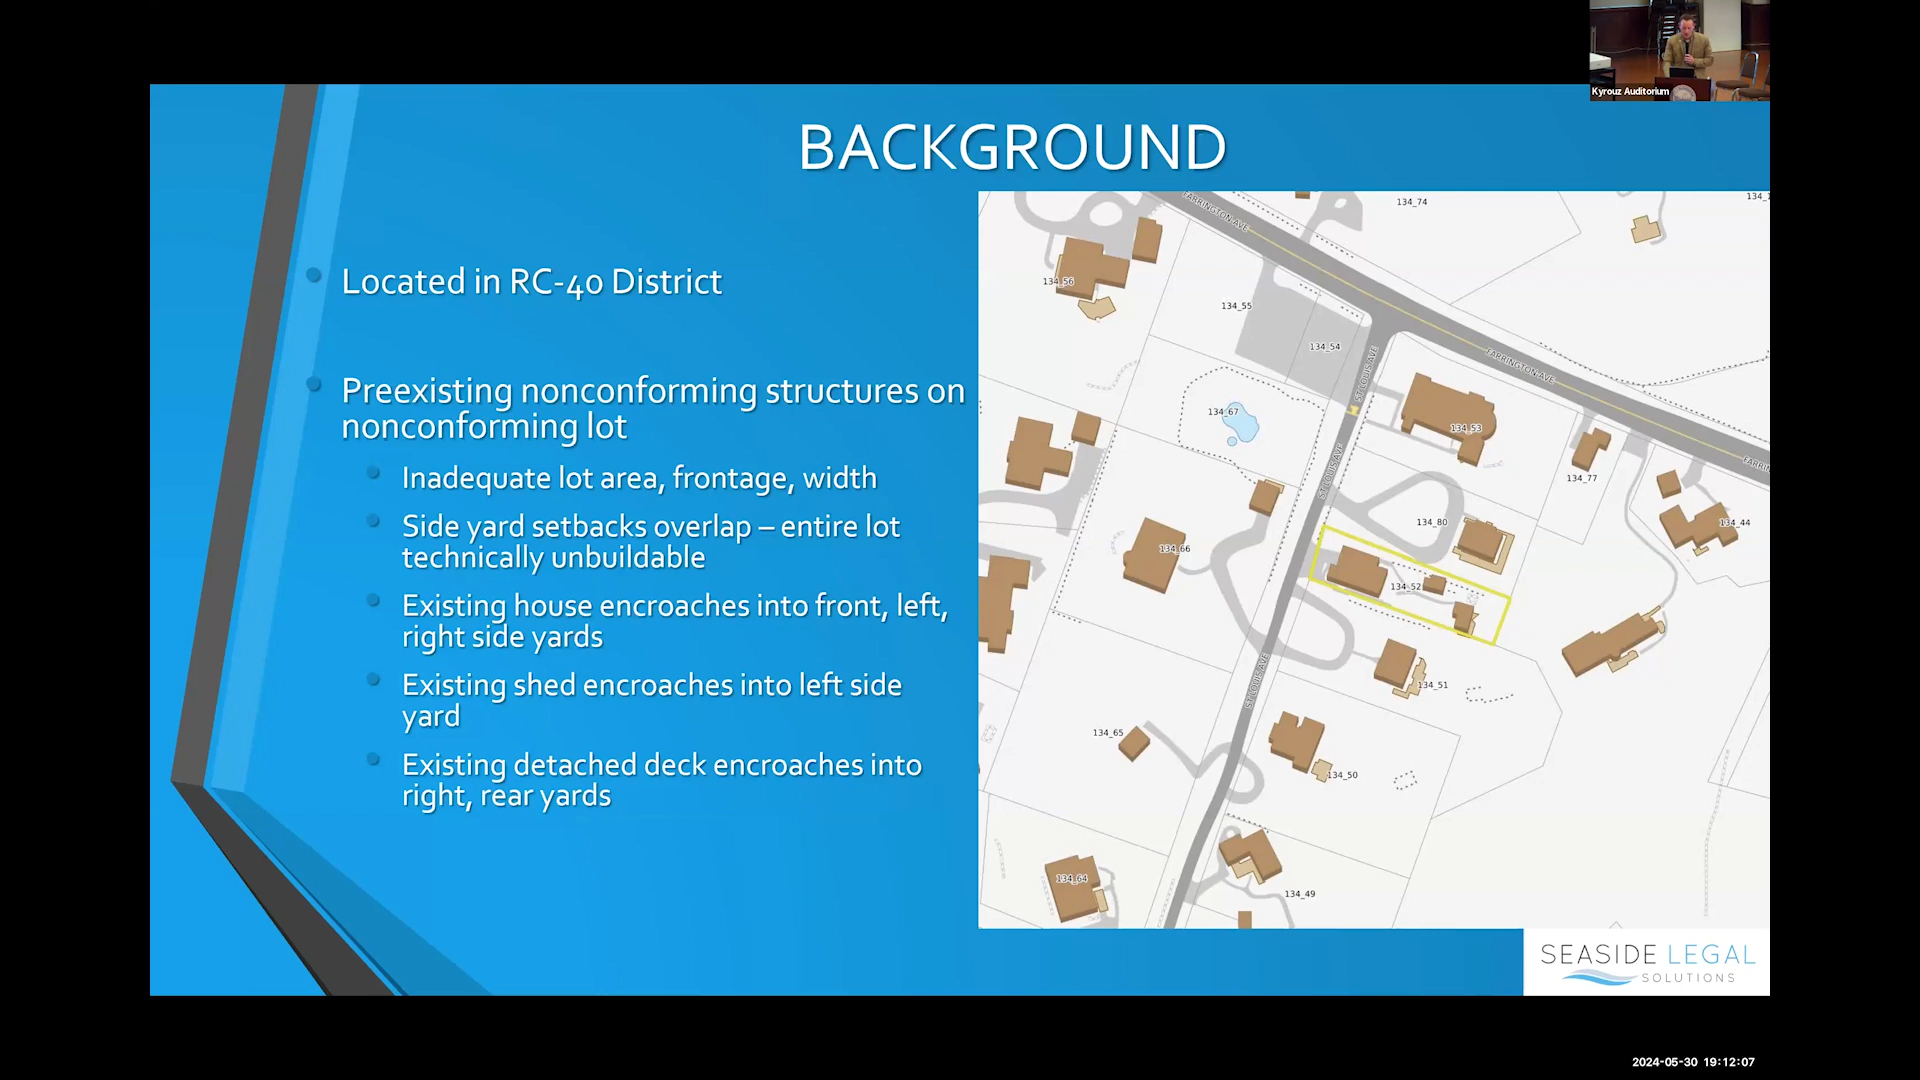 Kyrouz Auditorium
BACKGROUND
Located in RC-40 District
Preexisting nonconforming structures on
nonconforming lot
Inadequate lot area, frontage, width
Side yard setbacks overlap – entire lot
technically unbuildable
Existing house encroaches into front, left,
right side yards
Existing shed encroaches into left side
yard
Existing detached deck encroaches into
right, rear yards
FARRINGTON AVE
134_74
134_56
134_55
134_54
ST LOUIS AVE
FARRINGTON AVE
134_67
134_53
134_77
ST LOUIS AVE
134_80
134_44
134_66
134_52
ST LOUIS AVE
134_51
134_65
134_50
134_64
134_49
SEASIDE LEGAL
SOLUTIONS
2024-05-30 19:12:07